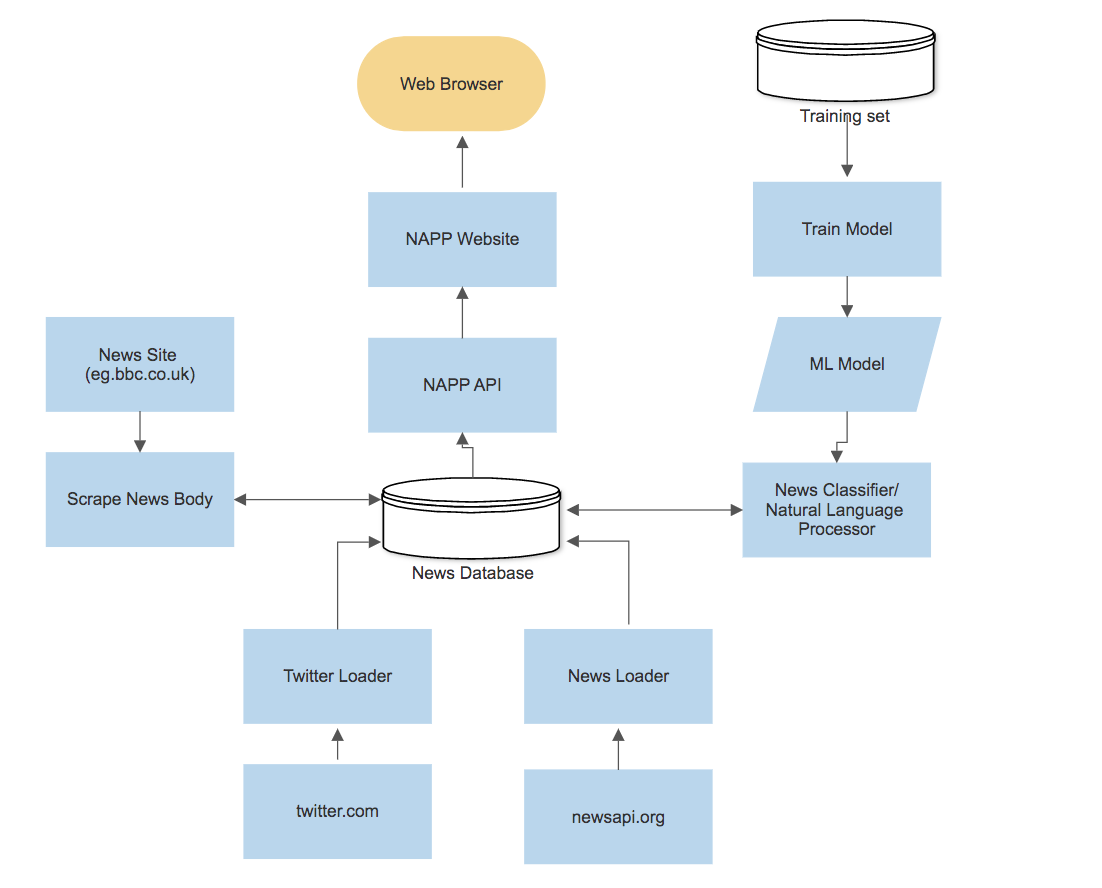 Web Browser
Training set
NAPP Website
Train Model
News Site
(eg.bbc.co.uk)
NAPP API
ML Model
Scrape News Body
News Classifier/
Natural Language
Processor
News Database
Twitter Loader
News Loader
twitter.com
newsapi.org